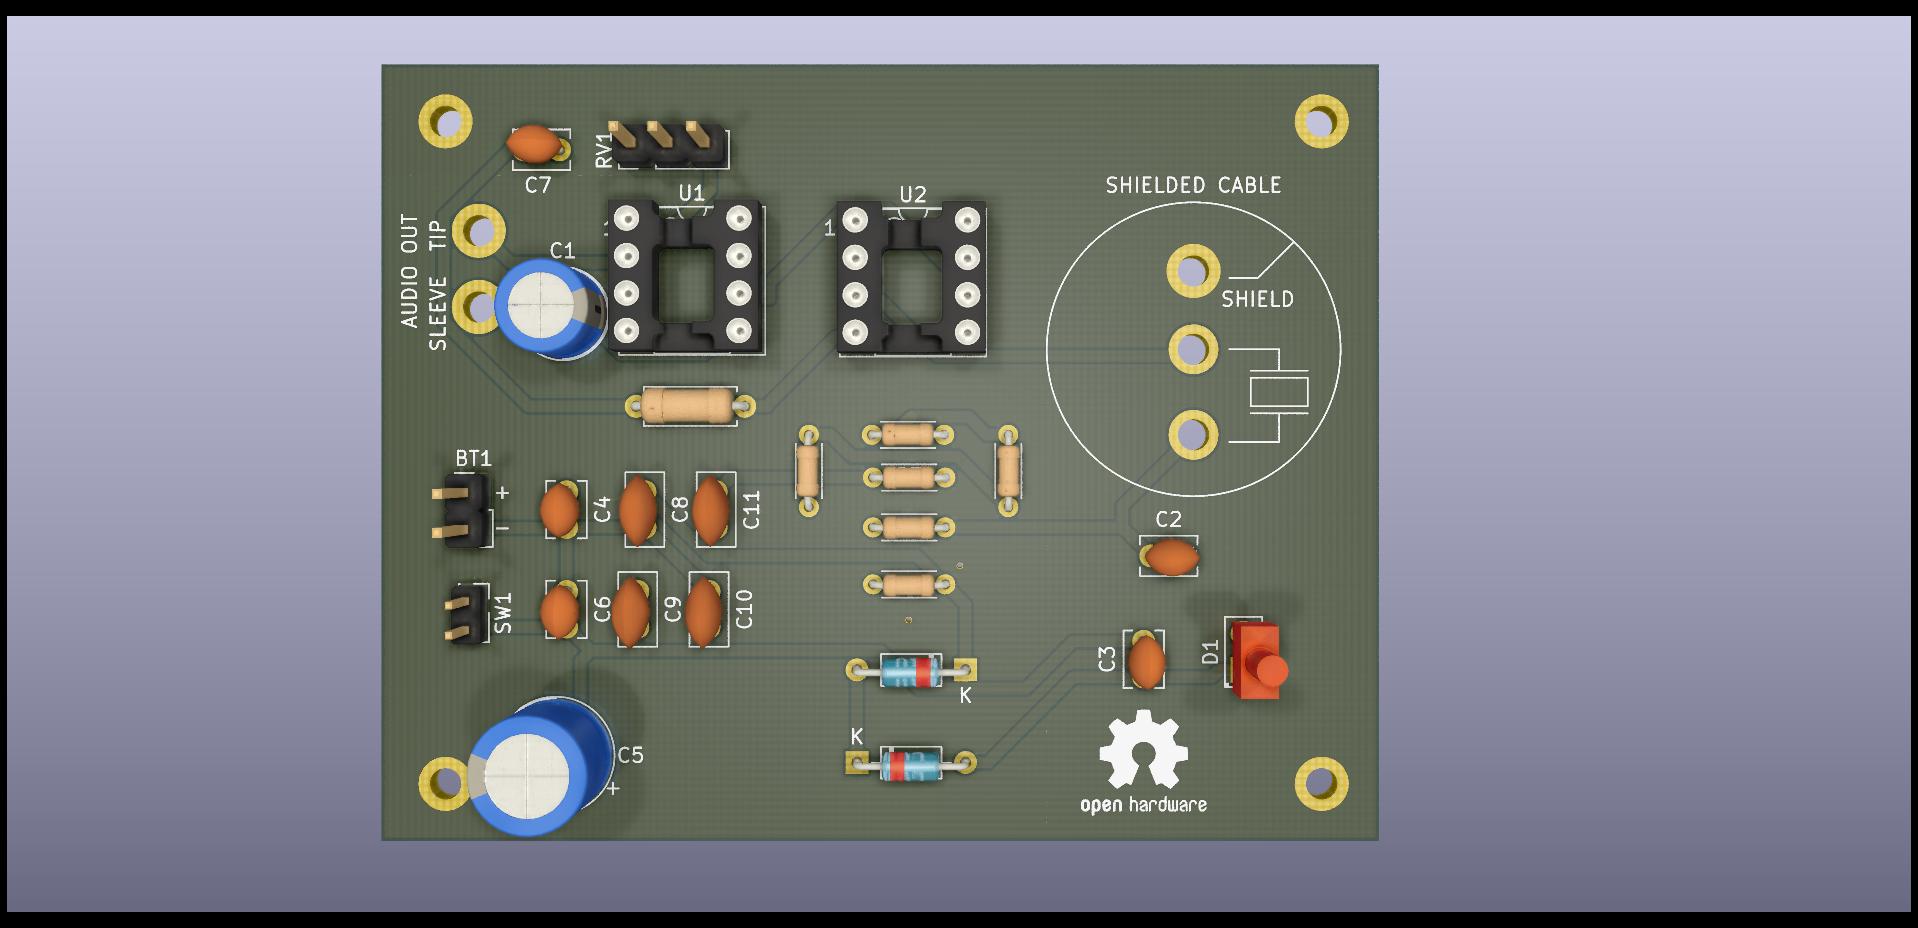 C7
RV1
U1
U2
SHIELDED CABLE
1
AUDIO OUT
SLEEVE TIP
C1
SHIELD
BT1
+
-
C4
C8
C11
C2
SW1
C6
C9
C10
C3
D1
K
K
C5
+
open hardware